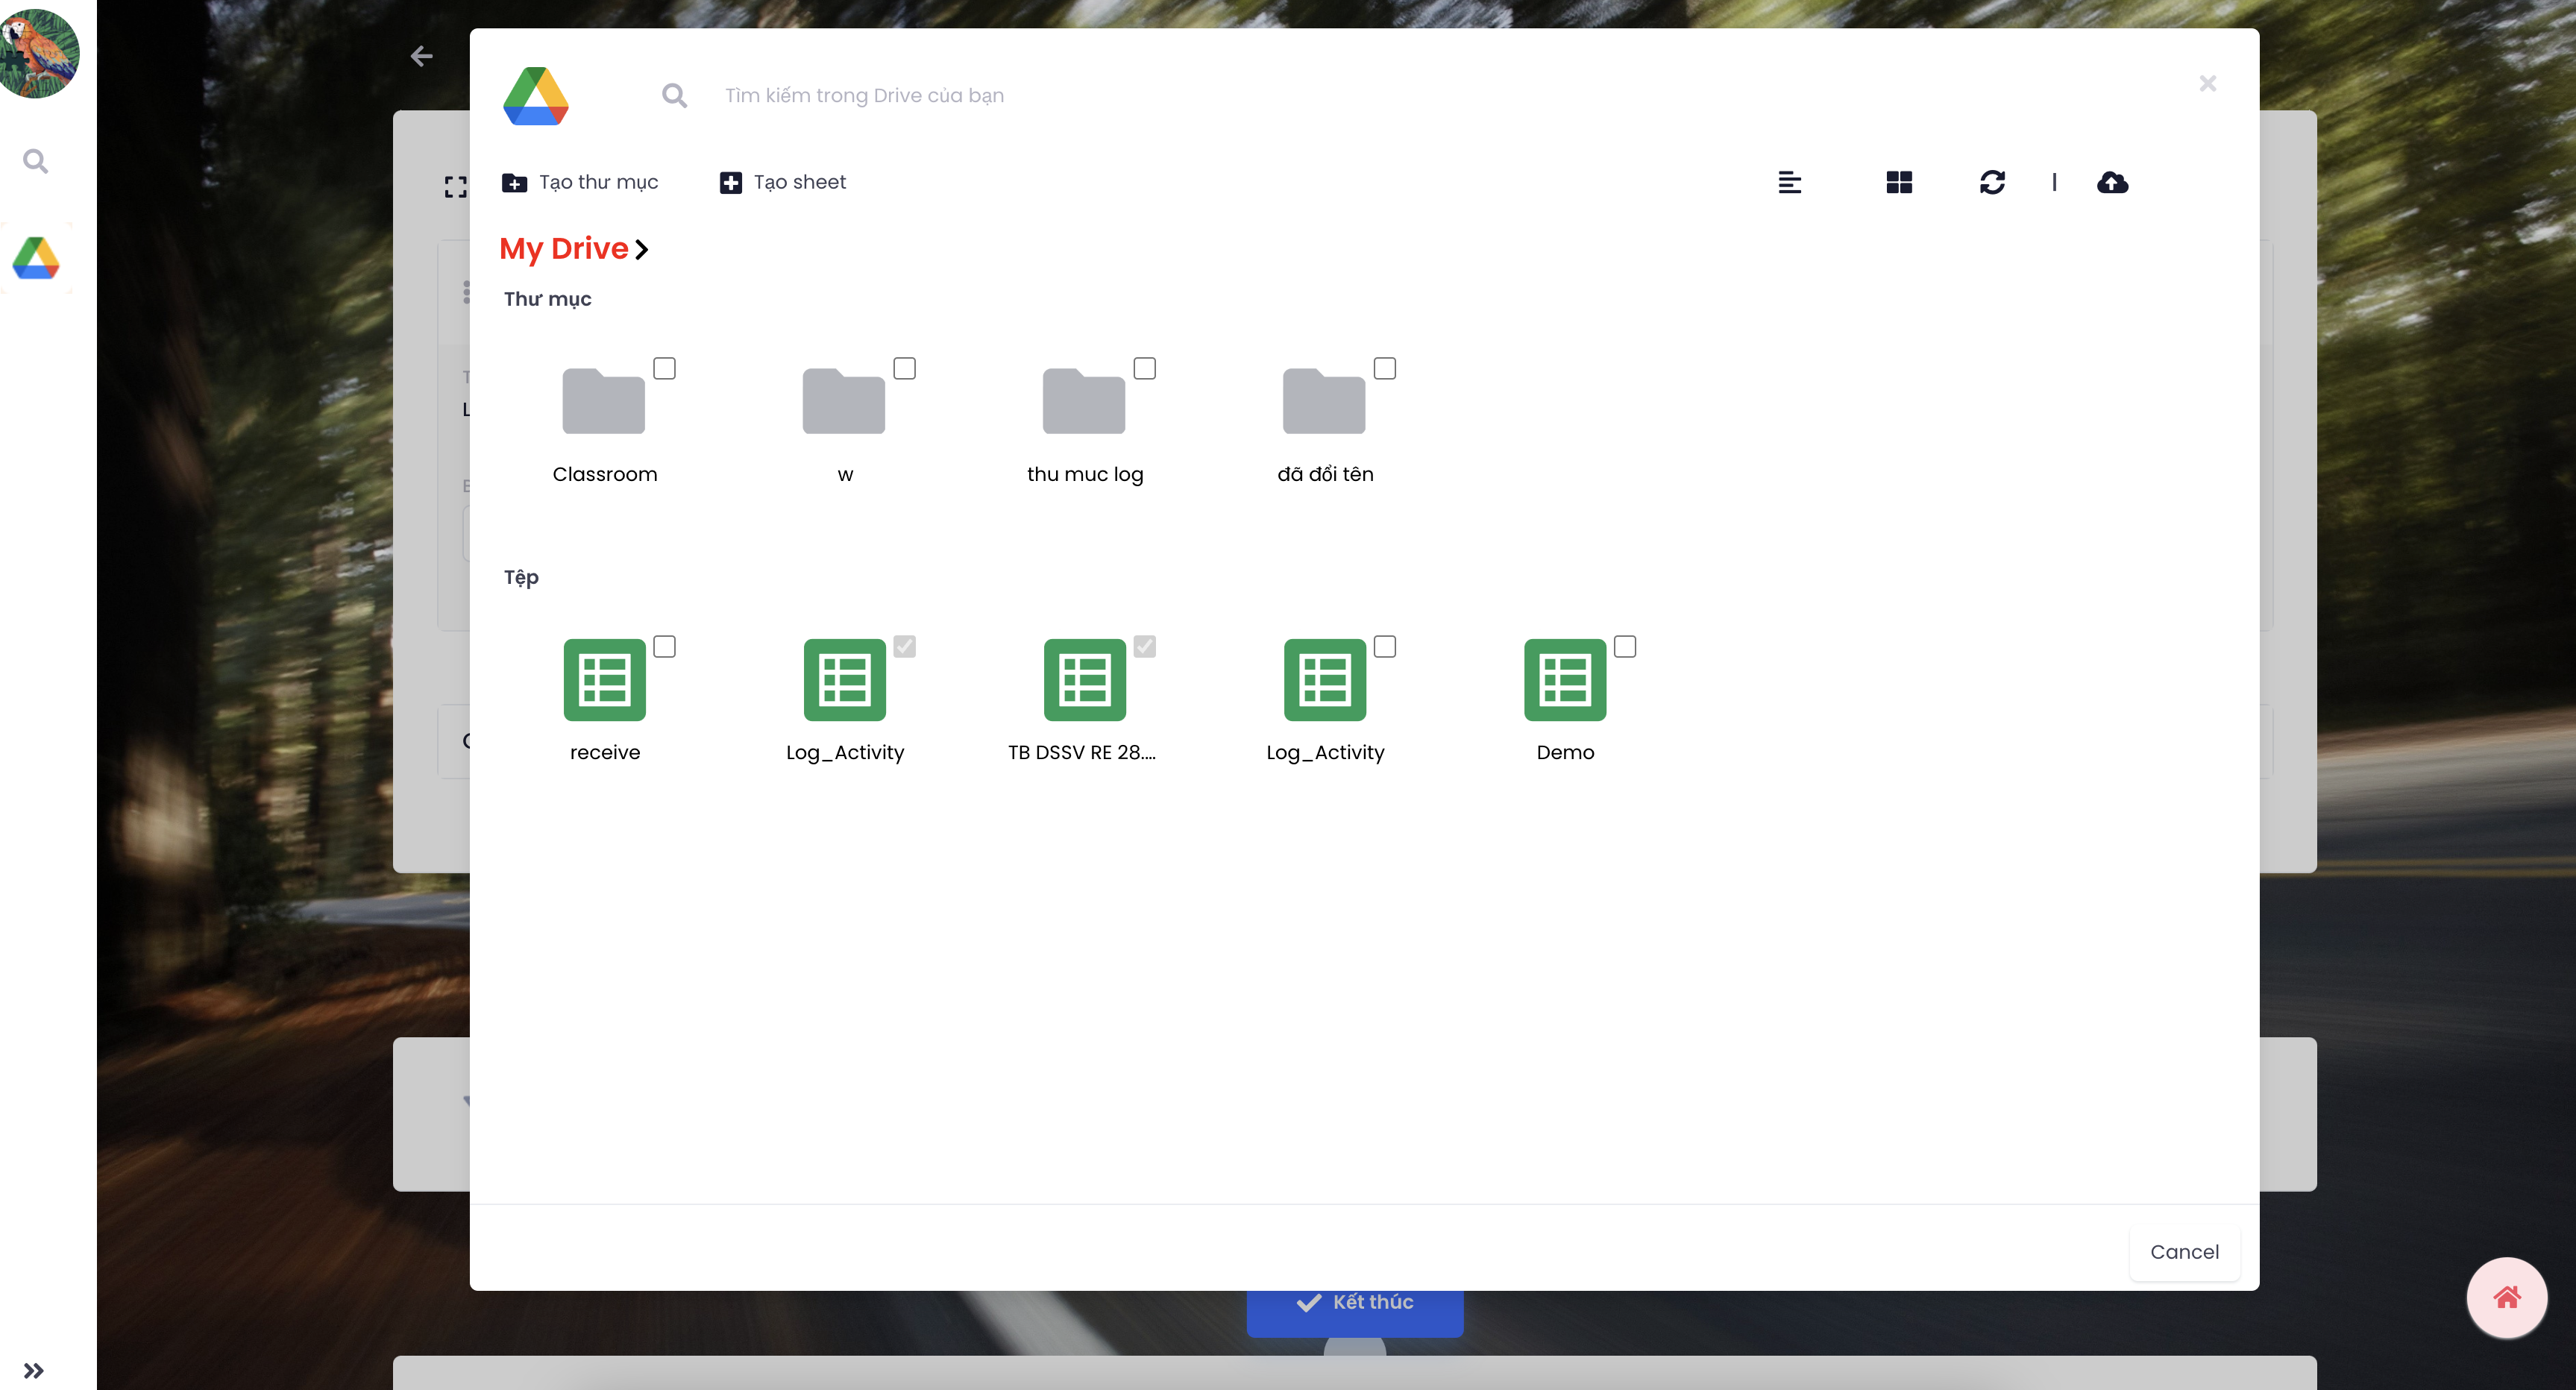 Tìm kiếm trong Drive của bạn
Tạo thư mục
Tạo sheet
My Drive
Thư mục
Classroom
w
thu muc log
đã đổi tên
Tệp
receive
Log_Activity
TB DSSV RE 28....
Log_Activity
Demo
Cancel
Kết thúc